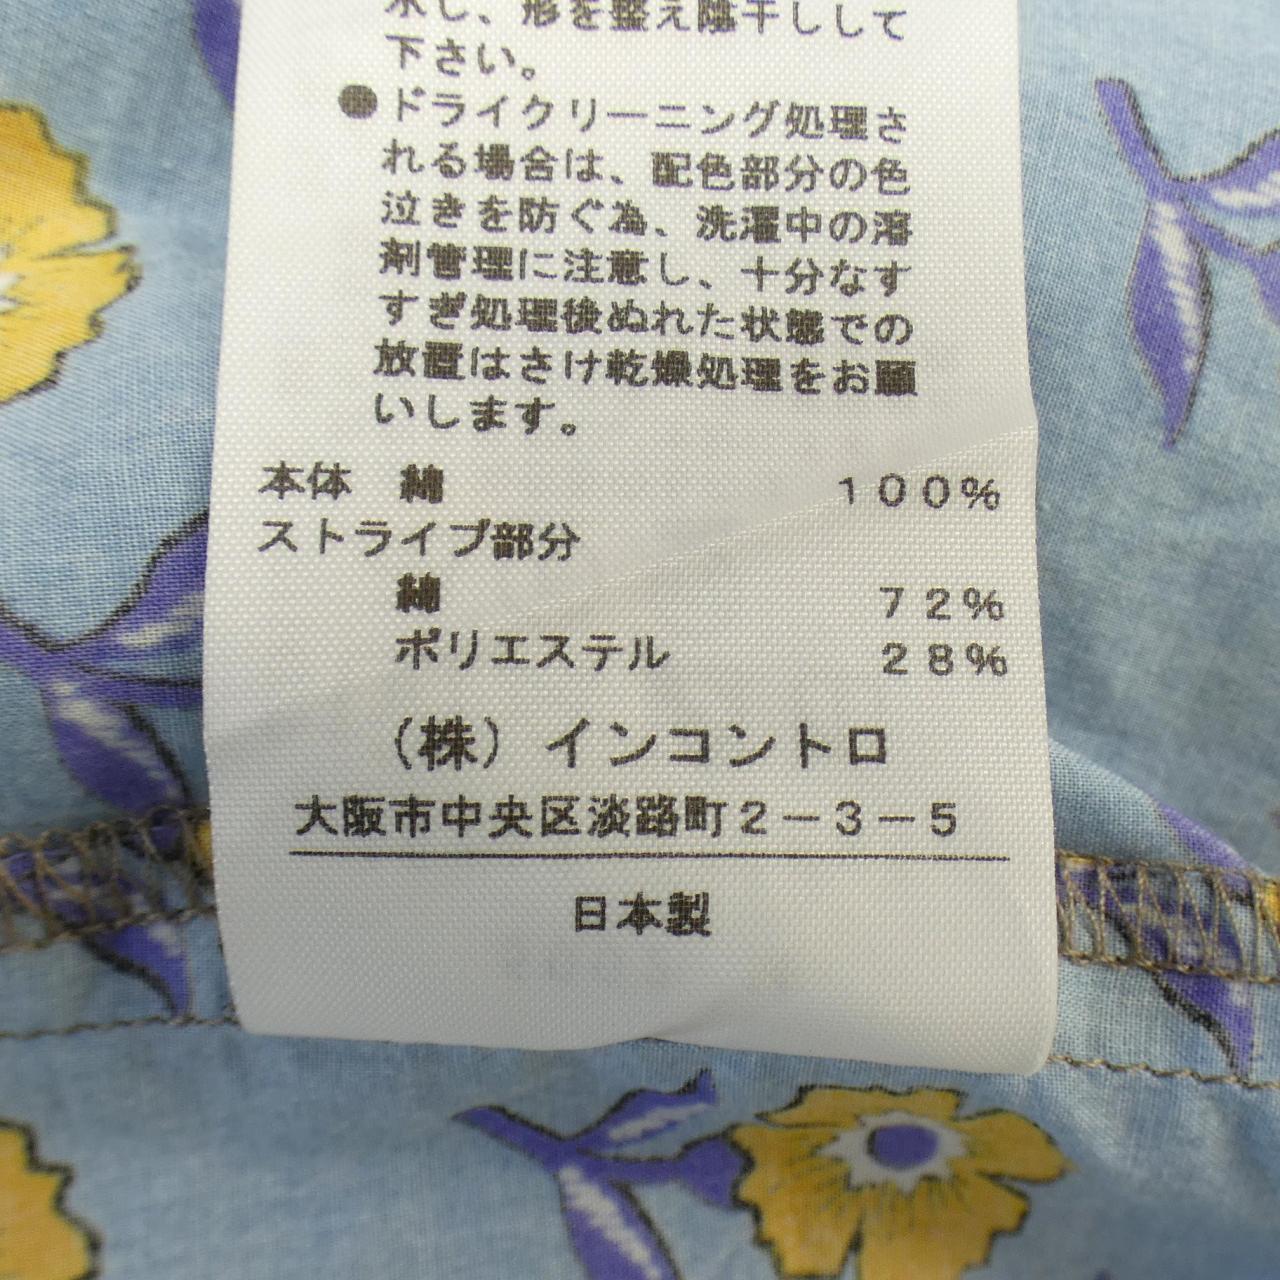 水し、形を整え陰干しして
下さい。
●ドライクリーニング処理さ
れる場合は、配色部分の色
泣きを防ぐ為、洗濯中の溶
剤管理に注意し、十分なす
すぎ処理後ぬれた状態での
放置はさけ乾燥処理をお願
いします。
本体 綿 100%
ストライプ部分
綿 72%
ポリエステル 28%
(株) インコントロ
大阪市中央区淡路町2-3-5
日本製